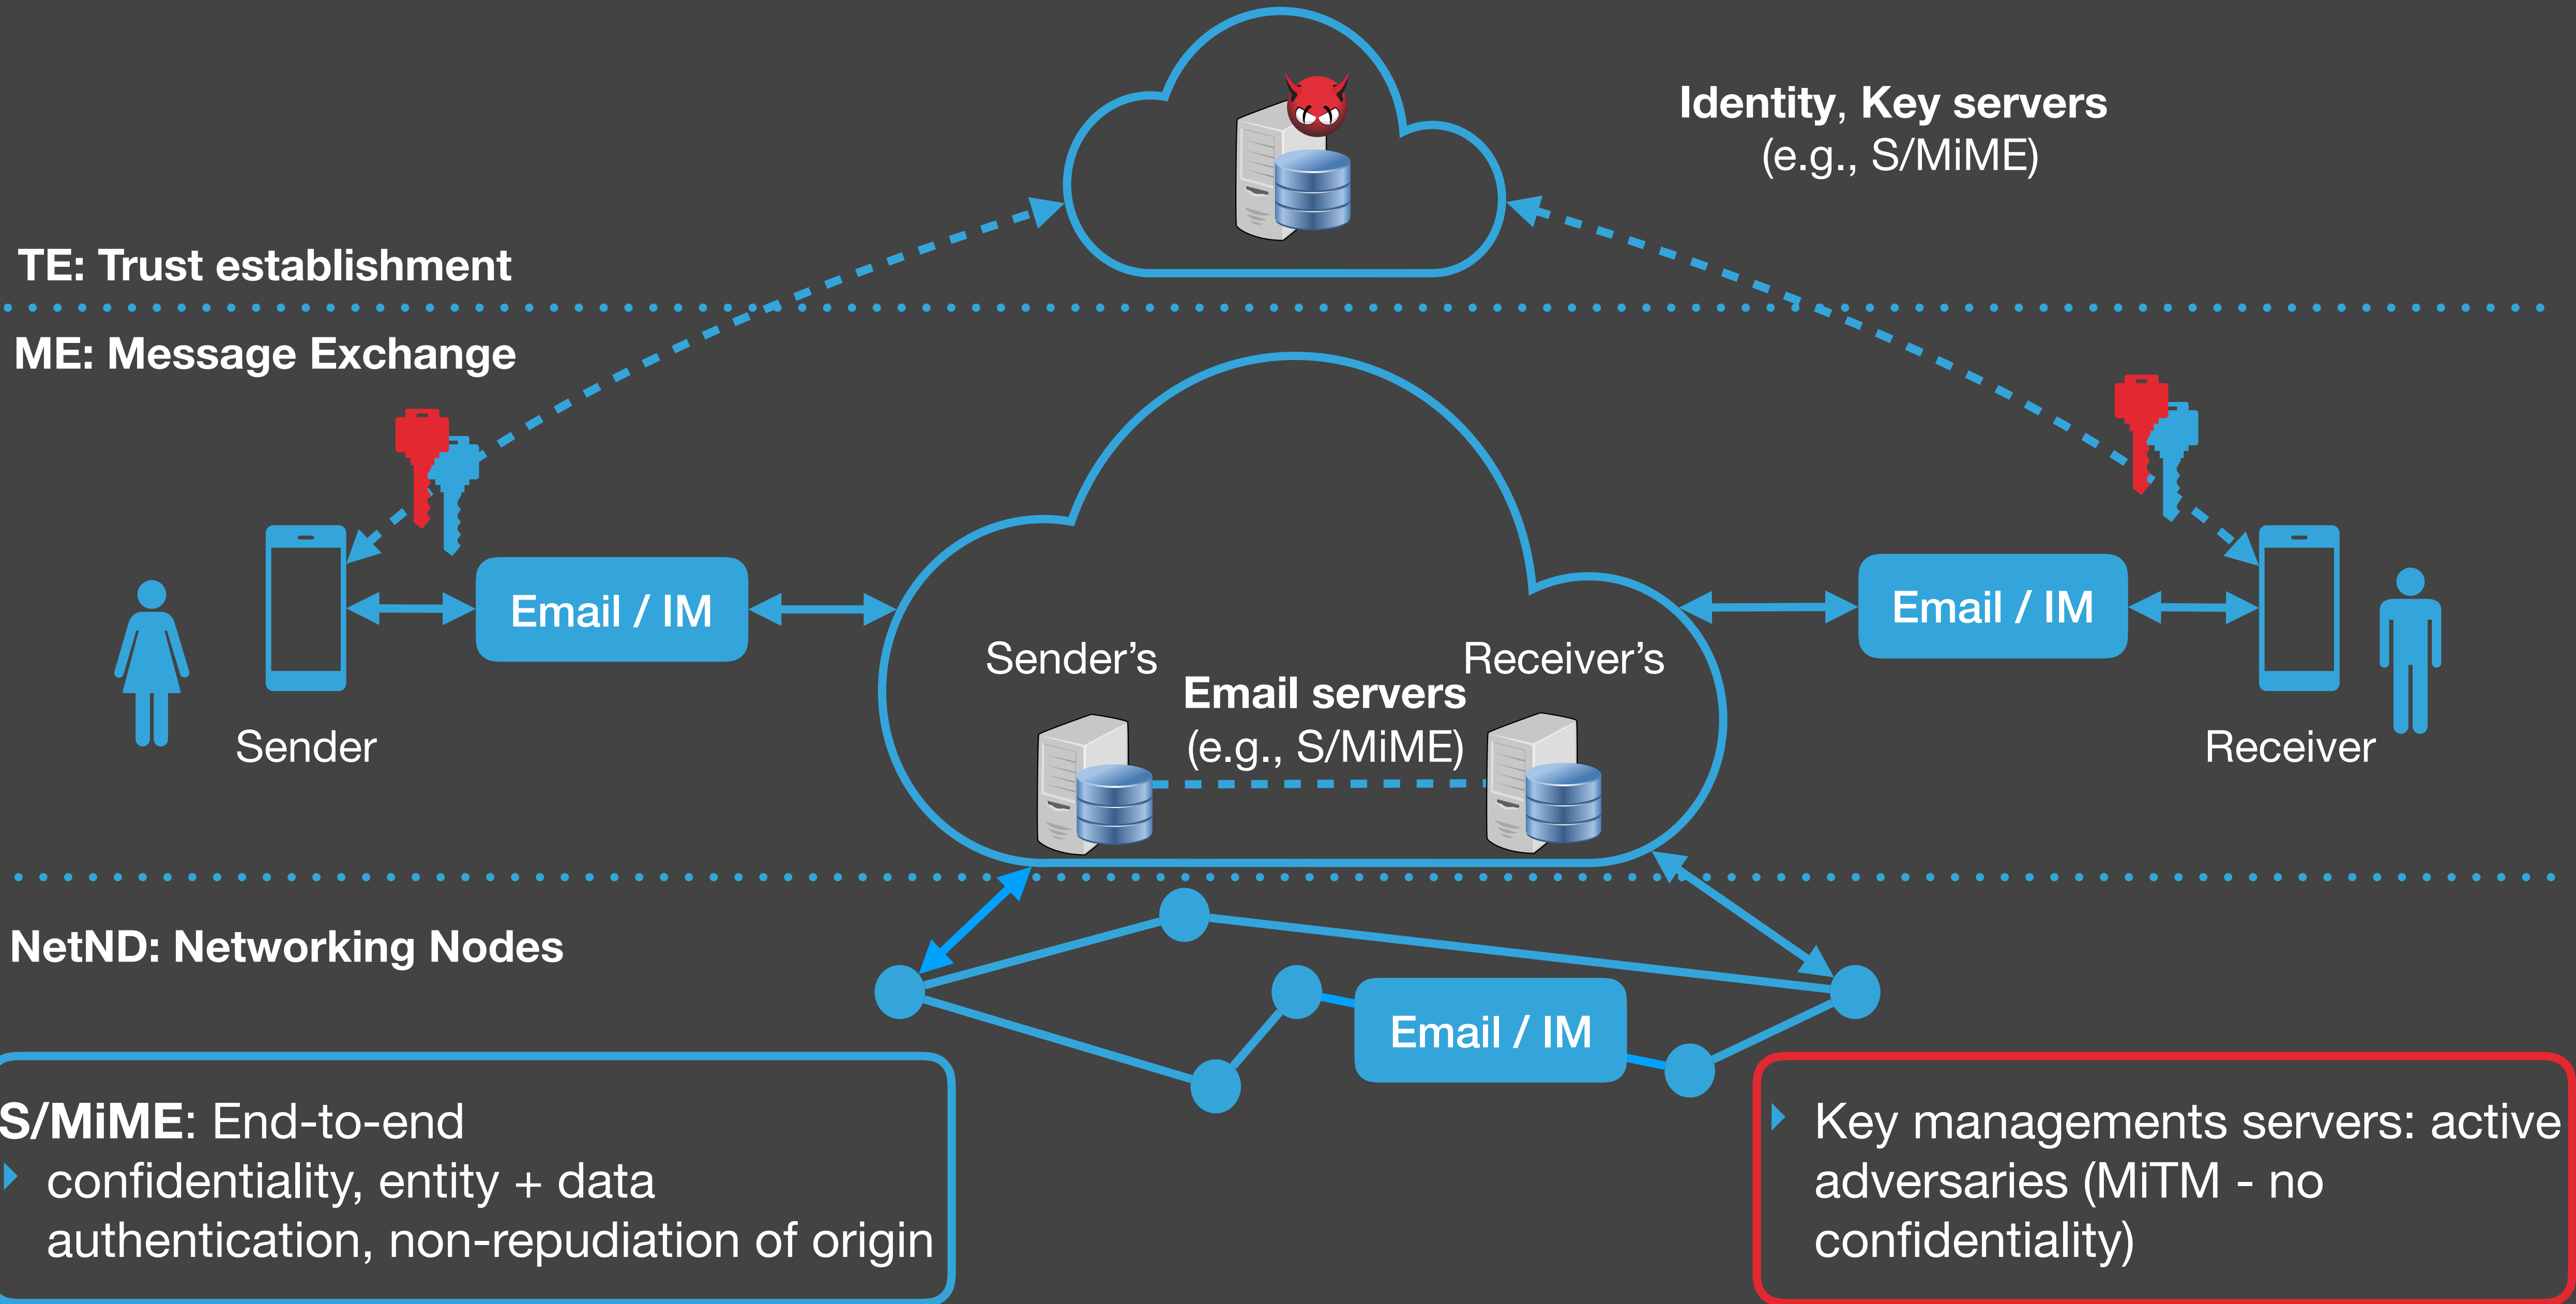 Identity, Key servers
(e.g., S/MiME)
TE: Trust establishment
ME: Message Exchange
Email / IM
Email / IM
Sender's
Receiver's
Email servers
(e.g., S/MiME)
Sender
Receiver
NetND: Networking Nodes
Email / IM
S/MiME: End-to-end
confidentiality, entity + data
authentication, non-repudiation of origin
Key managements servers: active
adversaries (MiTM - no
confidentiality)